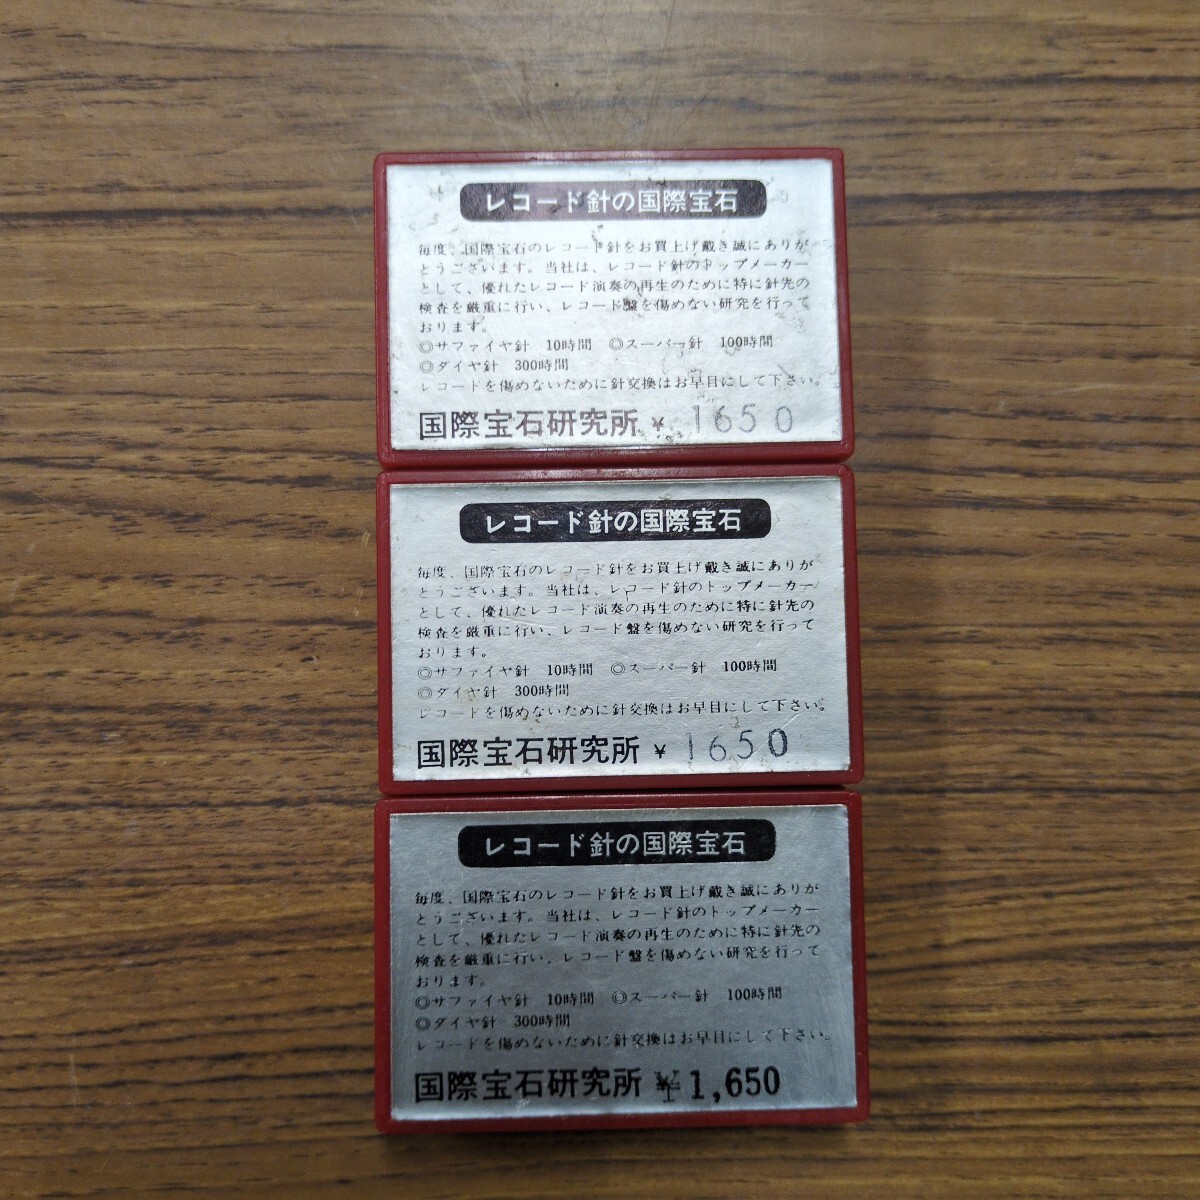 レコード針の国際宝石
毎度、国際宝石のレコード針をお買上げ戴き誠にありが
とうございます。当社は、レコード針のトップメーカー
として、優れたレコード演奏の再生のために特に針先の
検査を厳重に行い、レコード盤を傷めない研究を行って
おります。
◎サファイヤ針 10時間 ◎スーパー針 100時間
◎ダイヤ針 300時間
レコードを傷めないために針交換はお早目にして下さい。
国際宝石研究所 ¥ 1650
レコード針の国際宝石
毎度、国際宝石のレコード針をお買上げ戴き誠にありが
とうございます。当社は、レコード針のトップメーカー
として、優れたレコード演奏の再生のために特に針先の
検査を厳重に行い、レコード盤を傷めない研究を行って
おります。
◎サファイヤ針 10時間 ◎スーパー針 100時間
◎ダイヤ針 300時間
レコードを傷めないために針交換はお早目にして下さい。
国際宝石研究所 ¥ 1650
レコード針の国際宝石
毎度、国際宝石のレコード針をお買上げ戴き誠にありが
とうございます。当社は、レコード針のトップメーカー
として、優れたレコード演奏の再生のために特に針先の
検査を厳重に行い、レコード盤を傷めない研究を行って
おります。
◎サファイヤ針 10時間 ◎スーパー針 100時間
◎ダイヤ針 300時間
レコードを傷めないために針交換はお早目にして下さい。
国際宝石研究所 ¥1,650